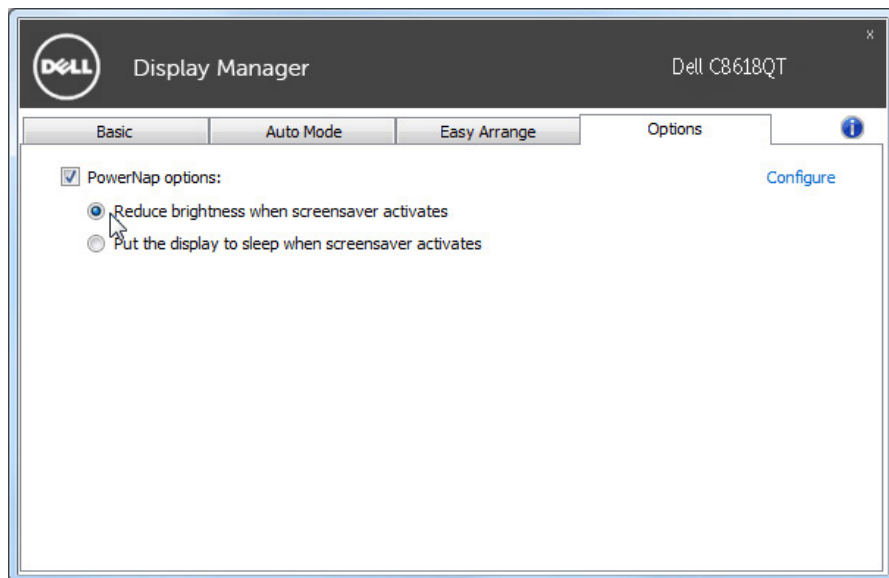 x
DELL Display Manager Dell C8618QT
Basic Auto Mode Easy Arrange Options i
PowerNap options: Configure
Reduce brightness when screensaver activates
Put the display to sleep when screensaver activates